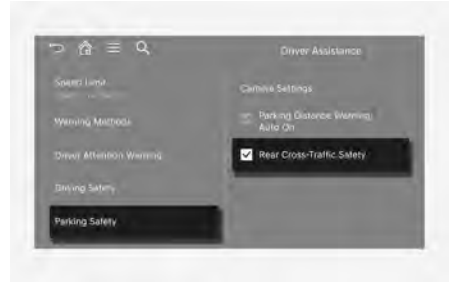 Driver Assistance
Speed Limit
Warning Methods
Driver Attention Warning
Driving Safety
Parking Safety
Camera Settings
Parking Distance Warning
Auto On
Rear Cross-Traffic Safety